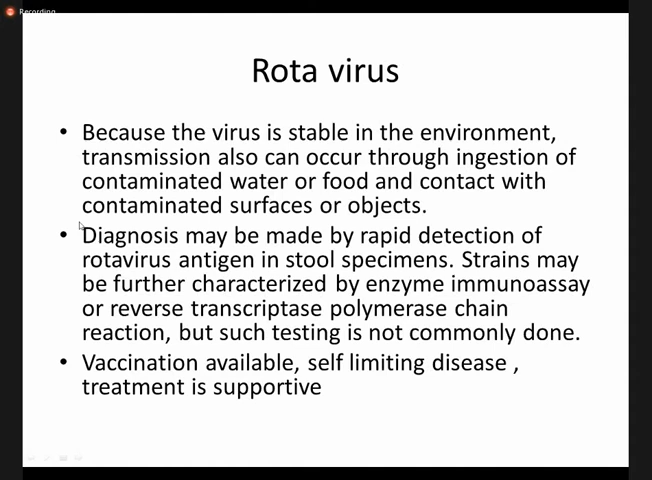 Recording
Rota virus
• Because the virus is stable in the environment,
transmission also can occur through ingestion of
contaminated water or food and contact with
contaminated surfaces or objects.
• Diagnosis may be made by rapid detection of
rotavirus antigen in stool specimens. Strains may
be further characterized by enzyme immunoassay
or reverse transcriptase polymerase chain
reaction, but such testing is not commonly done.
• Vaccination available, self limiting disease ,
treatment is supportive